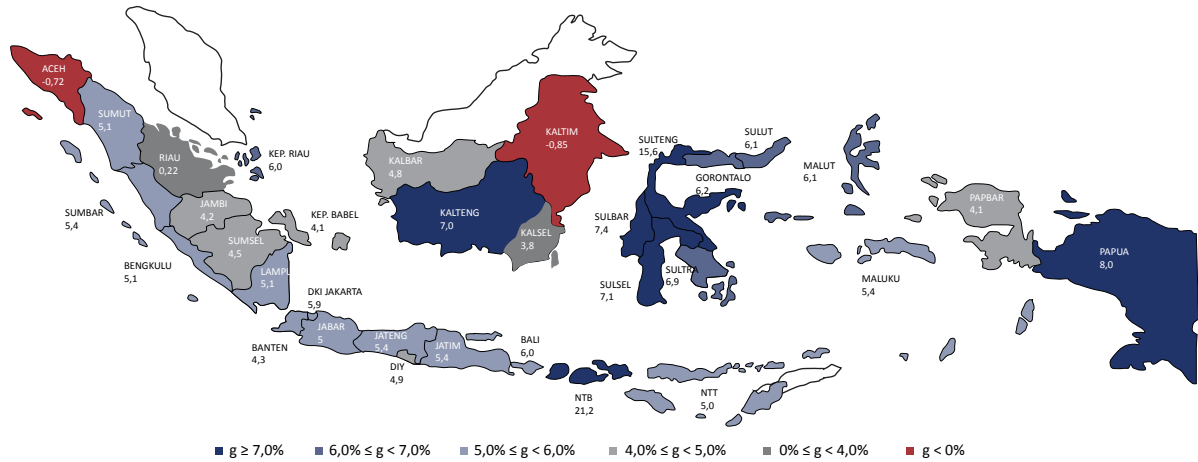 ACEH
-0,72
SUMUT
5,1
RIAU
0,22
KEP. RIAU
6,0
SUMBAR
5,4
JAMBI
4,2
KEP. BABEL
4,1
SUMSEL
4,5
BENGKULU
5,1
LAMPU
5,1
DKI JAKARTA
5,9
BANTEN
4,3
JABAR
5
JATENG
5,4
DIY
4,9
JATIM
5,4
BALI
6,0
NTB
21,2
NTT
5,0
KALBAR
4,8
KALTENG
7,0
KALSEL
3,8
KALTIM
-0,85
SULTENG
15,6
SULUT
6,1
GORONTALO
6,2
SULBAR
7,4
SULSEL
7,1
SULTRA
6,9
MALUT
6,1
MALUKU
5,4
PAPBAR
4,1
PAPUA
8,0
g ≥ 7,0%
6,0% ≤ g < 7,0%
5,0% ≤ g < 6,0%
4,0% ≤ g < 5,0%
0% ≤ g < 4,0%
g < 0%